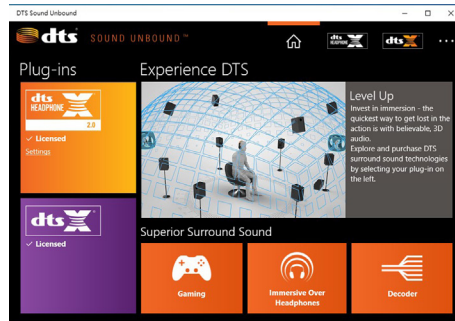 DTS Sound Unbound
dts SOUND UNBOUND™
dts HEADPHONE X
dts X
Plug-ins
dts
HEADPHONE X
2.0
✓ Licensed
Settings
dts X
✓ Licensed
Experience DTS
Level Up
Invest in immersion - the
quickest way to get lost in the
action is with believable, 3D
audio.
Explore and purchase DTS
surround sound technologies
by selecting your plug-in on
the left.
Superior Surround Sound
Gaming
Immersive Over
Headphones
Decoder